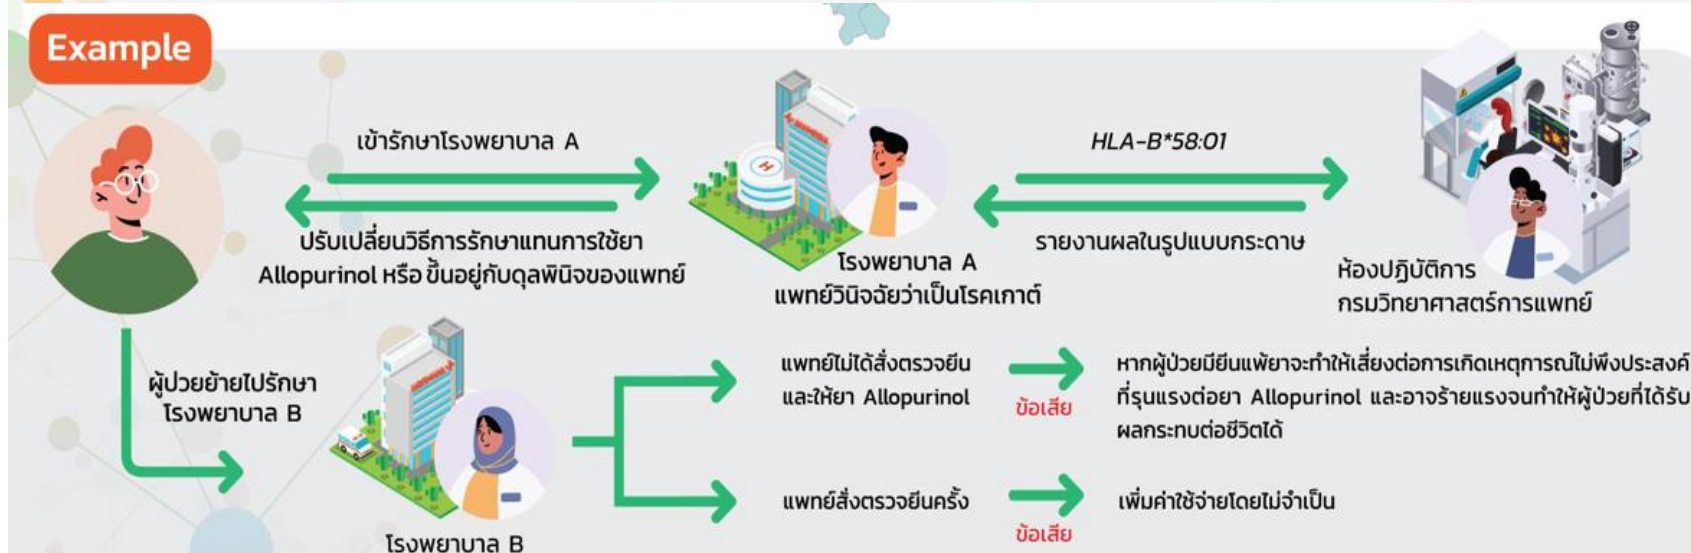 Example
เข้ารักษาโรงพยาบาล A
ปรับเปลี่ยนวิธีการรักษาแทนการใช้ยา
Allopurinol หรือ ขึ้นอยู่กับดุลพินิจของแพทย์
โรงพยาบาล A
แพทย์วินิจฉัยว่าเป็นโรคเกาต์
HLA-B*58:01
รายงานผลในรูปแบบกระดาษ
ห้องปฏิบัติการ
กรมวิทยาศาสตร์การแพทย์
ผู้ป่วยย้ายไปรักษา
โรงพยาบาล B
โรงพยาบาล B
แพทย์ไม่ได้สั่งตรวจยีน
และให้ยา Allopurinol
ข้อเสีย
หากผู้ป่วยมียีนแพ้ยาจะทำให้เสี่ยงต่อการเกิดเหตุการณ์ไม่พึงประสงค์
ที่รุนแรงต่อยา Allopurinol และอาจร้ายแรงจนทำให้ผู้ป่วยที่ได้รับ
ผลกระทบต่อชีวิตได้
แพทย์สั่งตรวจยีนครั้ง
ข้อเสีย
เพิ่มค่าใช้จ่ายโดยไม่จำเป็น